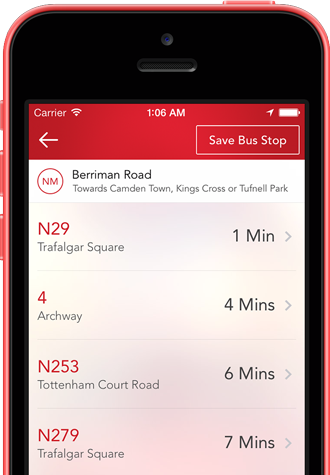 Carrier 1:06 AM
Save Bus Stop
NM
Berriman Road
Towards Camden Town, Kings Cross or Tufnell Park
N29 1 Min
Trafalgar Square
4 4 Mins
Archway
N253 6 Mins
Tottenham Court Road
N279 7 Mins
Trafalgar Square